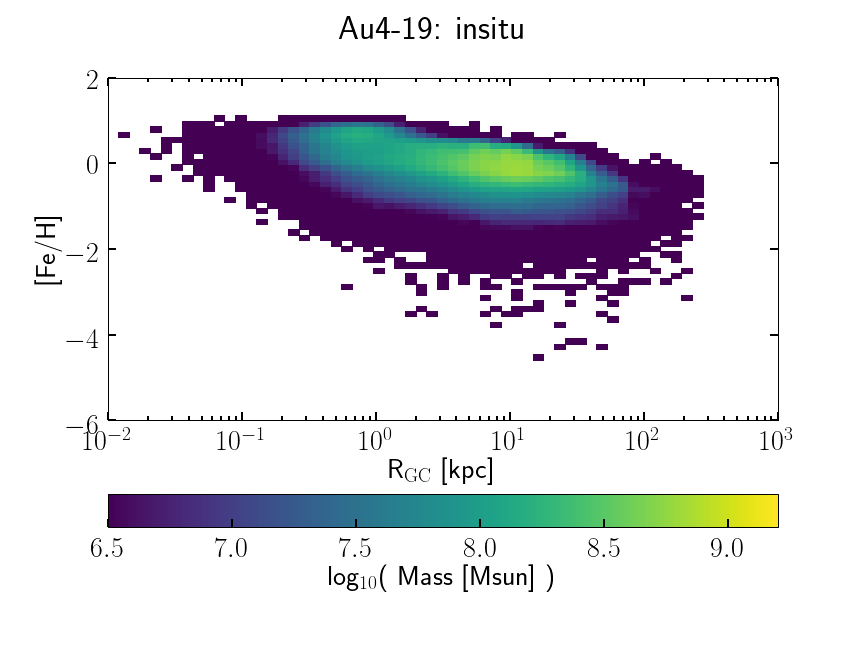 Au4-19: insitu
2
0
−2
−4
−6
[Fe/H]
10⁻² 10⁻¹ 10⁰ 10¹ 10² 10³
R_GC [kpc]
6.5 7.0 7.5 8.0 8.5 9.0
log₁₀( Mass [Msun] )